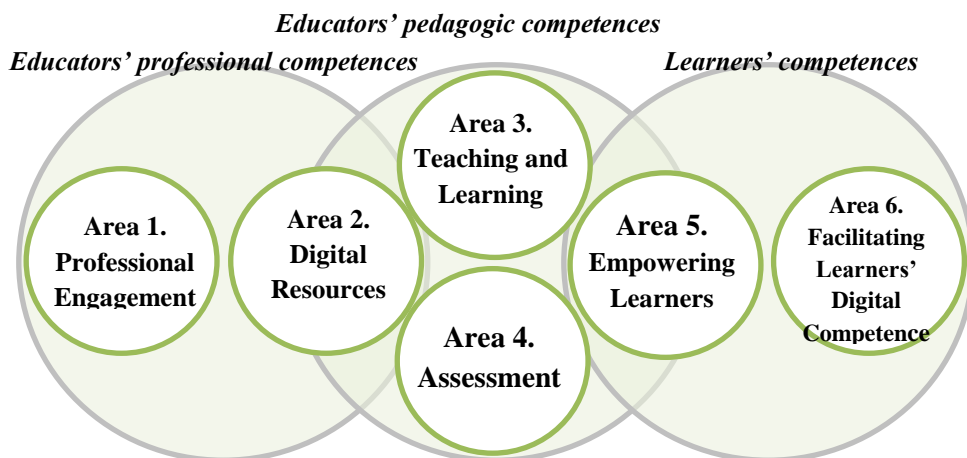 Educators’ pedagogic competences
Educators’ professional competences
Learners’ competences
Area 1.
Professional
Engagement
Area 2.
Digital
Resources
Area 3.
Teaching and
Learning
Area 4.
Assessment
Area 5.
Empowering
Learners
Area 6.
Facilitating
Learners’
Digital
Competence